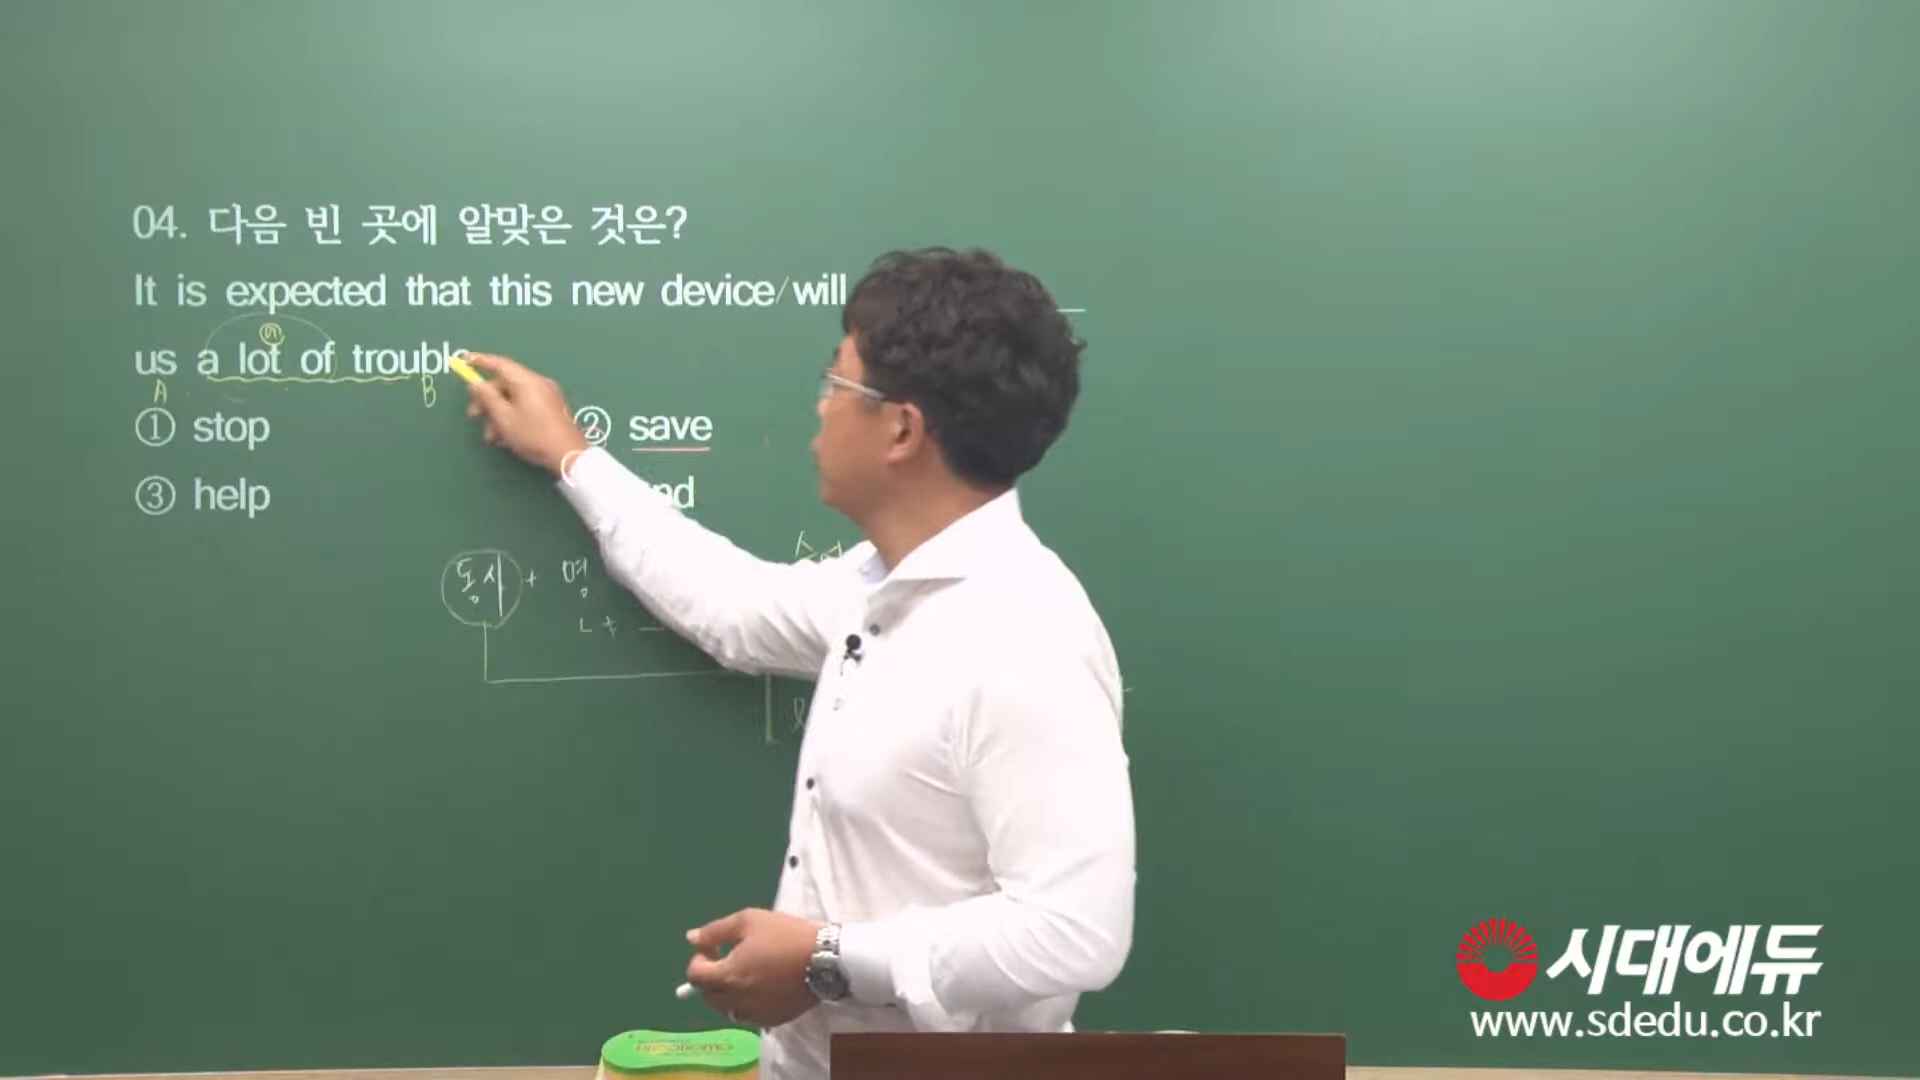 04. 다음 빈 곳에 알맞은 것은?
It is expected that this new device/will
us a lot of trouble
A
B
① stop
② save
③ help
동사 + 명
시대에듀
www.sdedu.co.kr